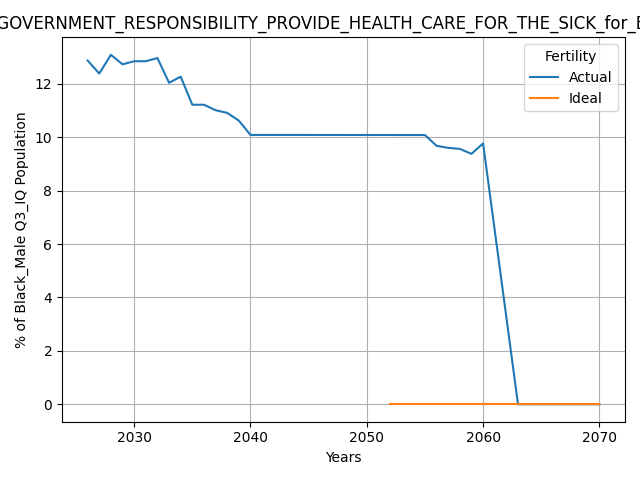 GOVERNMENT_RESPONSIBILITY_PROVIDE_HEALTH_CARE_FOR_THE_SICK_for_
% of Black_Male Q3_IQ Population
12
10
8
6
4
2
0
Fertility
Actual
Ideal
2030 2040 2050 2060 2070
Years